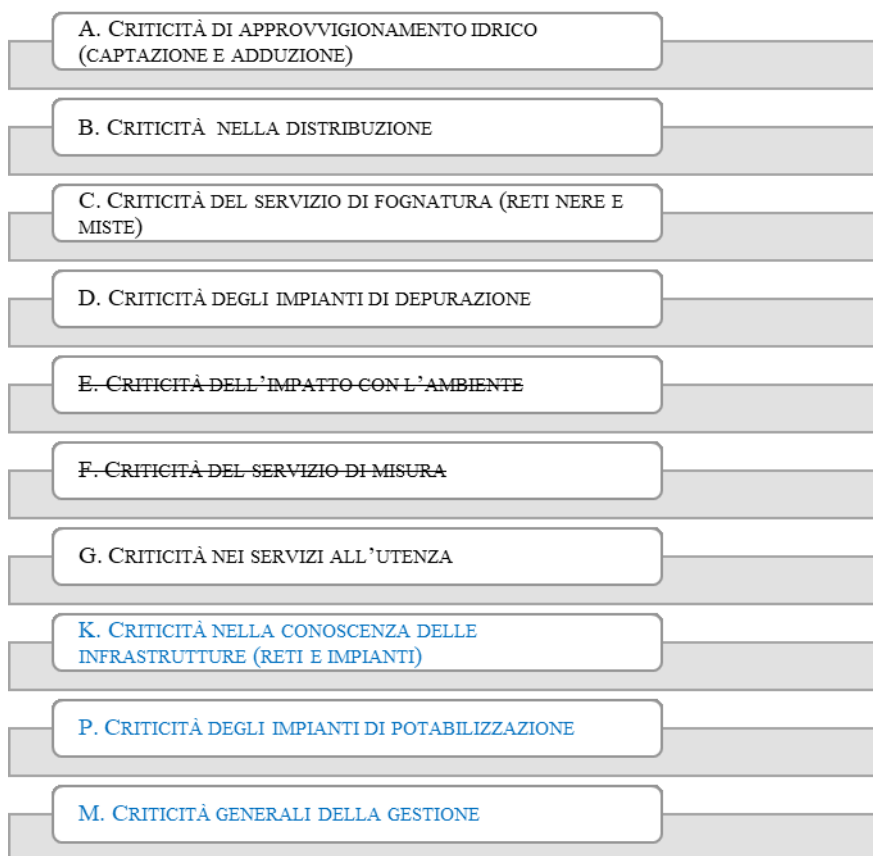 A. CRITICITÀ DI APPROVVIGIONAMENTO IDRICO
(CAPTAZIONE E ADDUZIONE)
B. CRITICITÀ NELLA DISTRIBUZIONE
C. CRITICITÀ DEL SERVIZIO DI FOGNATURA (RETI NERE E
MISTE)
D. CRITICITÀ DEGLI IMPIANTI DI DEPURAZIONE
E. CRITICITÀ DELL’IMPATTO CON L’AMBIENTE
F. CRITICITÀ DEL SERVIZIO DI MISURA
G. CRITICITÀ NEI SERVIZI ALL’UTENZA
K. CRITICITÀ NELLA CONOSCENZA DELLE
INFRASTRUTTURE (RETI E IMPIANTI)
P. CRITICITÀ DEGLI IMPIANTI DI POTABILIZZAZIONE
M. CRITICITÀ GENERALI DELLA GESTIONE